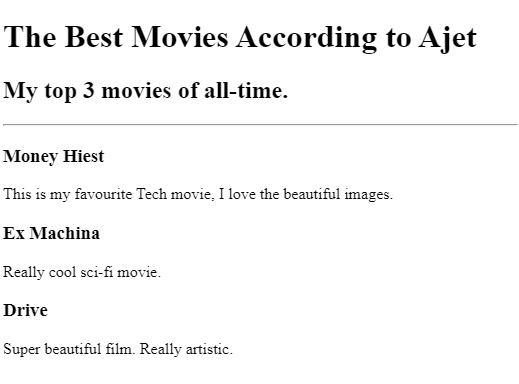 The Best Movies According to Ajet
My top 3 movies of all-time.
Money Hiest
This is my favourite Tech movie, I love the beautiful images.
Ex Machina
Really cool sci-fi movie.
Drive
Super beautiful film. Really artistic.